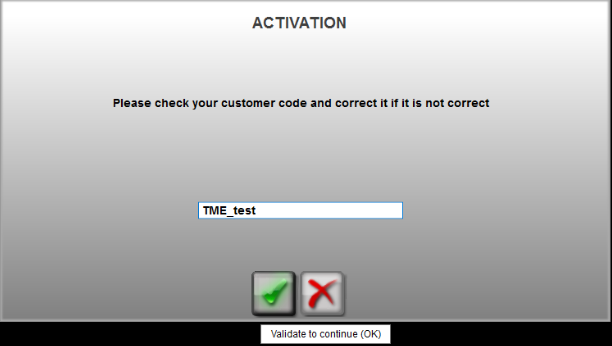 ACTIVATION
Please check your customer code and correct it if it is not correct
TME_test
Validate to continue (OK)